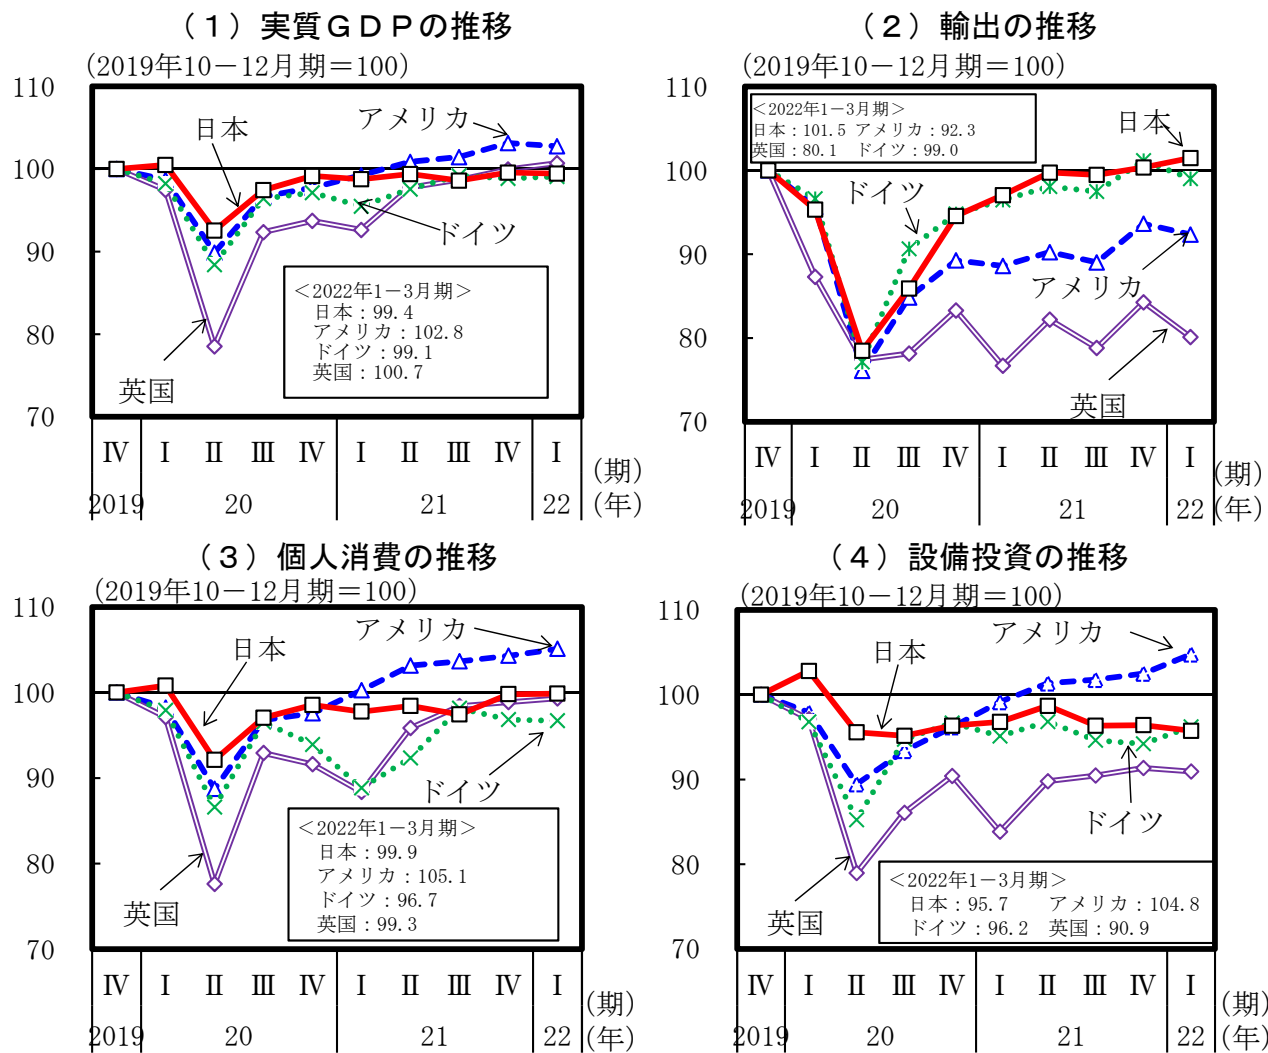 （１）実質ＧＤＰの推移
(2019年10－12月期＝100)
110
100
90
80
70
日本
アメリカ
ドイツ
英国
＜2022年1－3月期＞
日本：99.4
アメリカ：102.8
ドイツ：99.1
英国：100.7
Ⅳ Ⅰ Ⅱ Ⅲ Ⅳ Ⅰ Ⅱ Ⅲ Ⅳ Ⅰ (期)
2019 20 21 22 (年)
（２）輸出の推移
(2019年10－12月期＝100)
110
100
90
80
70
＜2022年1－3月期＞
日本：101.5 アメリカ：92.3
英国：80.1 ドイツ：99.0
日本
ドイツ
アメリカ
英国
Ⅳ Ⅰ Ⅱ Ⅲ Ⅳ Ⅰ Ⅱ Ⅲ Ⅳ Ⅰ (期)
2019 20 21 22 (年)
（３）個人消費の推移
(2019年10－12月期＝100)
110
100
90
80
70
アメリカ
日本
ドイツ
英国
＜2022年1－3月期＞
日本：99.9
アメリカ：105.1
ドイツ：96.7
英国：99.3
Ⅳ Ⅰ Ⅱ Ⅲ Ⅳ Ⅰ Ⅱ Ⅲ Ⅳ Ⅰ (期)
2019 20 21 22 (年)
（４）設備投資の推移
(2019年10－12月期＝100)
110
100
90
80
70
アメリカ
日本
ドイツ
英国
＜2022年1－3月期＞
日本：95.7 アメリカ：104.8
ドイツ：96.2 英国：90.9
Ⅳ Ⅰ Ⅱ Ⅲ Ⅳ Ⅰ Ⅱ Ⅲ Ⅳ Ⅰ (期)
2019 20 21 22 (年)